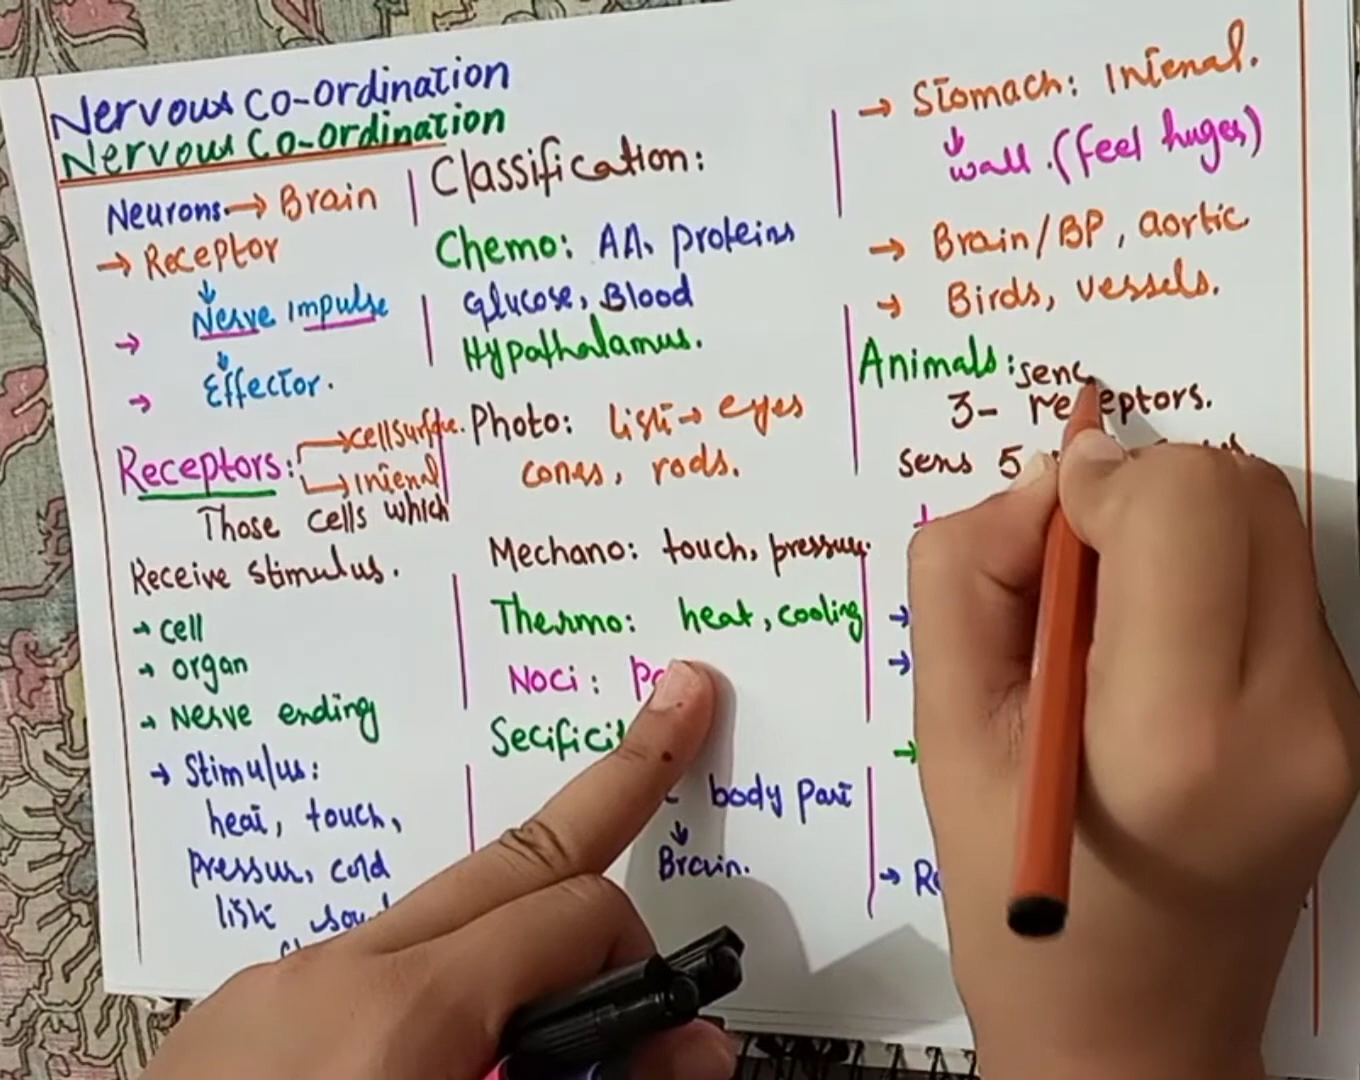 Nervous Co-ordination
Nervous Co-ordination
Neurons → Brain
→ Receptor
↓
→ Nerve impulse
↓
→ Effector.
Receptors: → cell surface.
→ internal
Those cells which
Receive stimulus.
→ cell
→ organ
→ Nerve ending
→ Stimulus:
heat, touch,
Pressur, cold
Classification:
Chemo: AA, proteins
Glucose, Blood
Hypothalamus.
Photo: light → eyes
cones, rods.
Mechano: touch, pressure
Thermo: heat, cooling
Noci:
body part
↓
Brain.
→ Stomach: Internal.
↓
wall. (feel huges)
→ Brain/BP, aortic
→ Birds, vessels.
Animals: senc
3- receptors.
sens 5